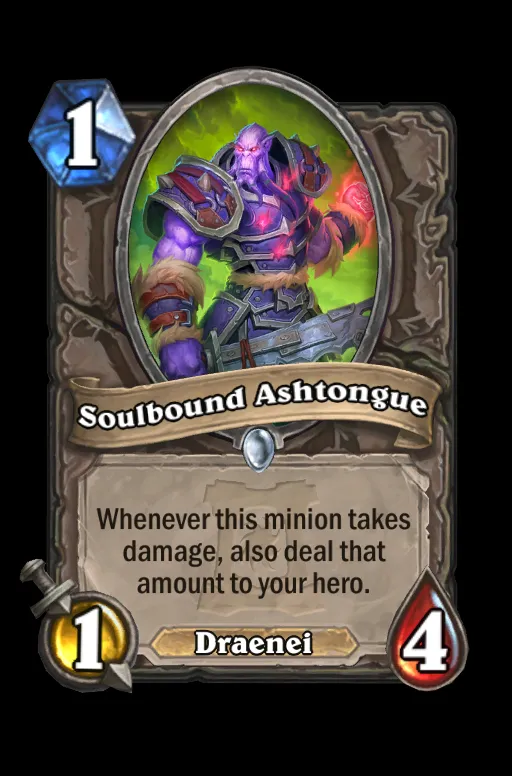 1
Soulbound Ashtongue
Whenever this minion takes
damage, also deal that
amount to your hero.
1
Draenei
4